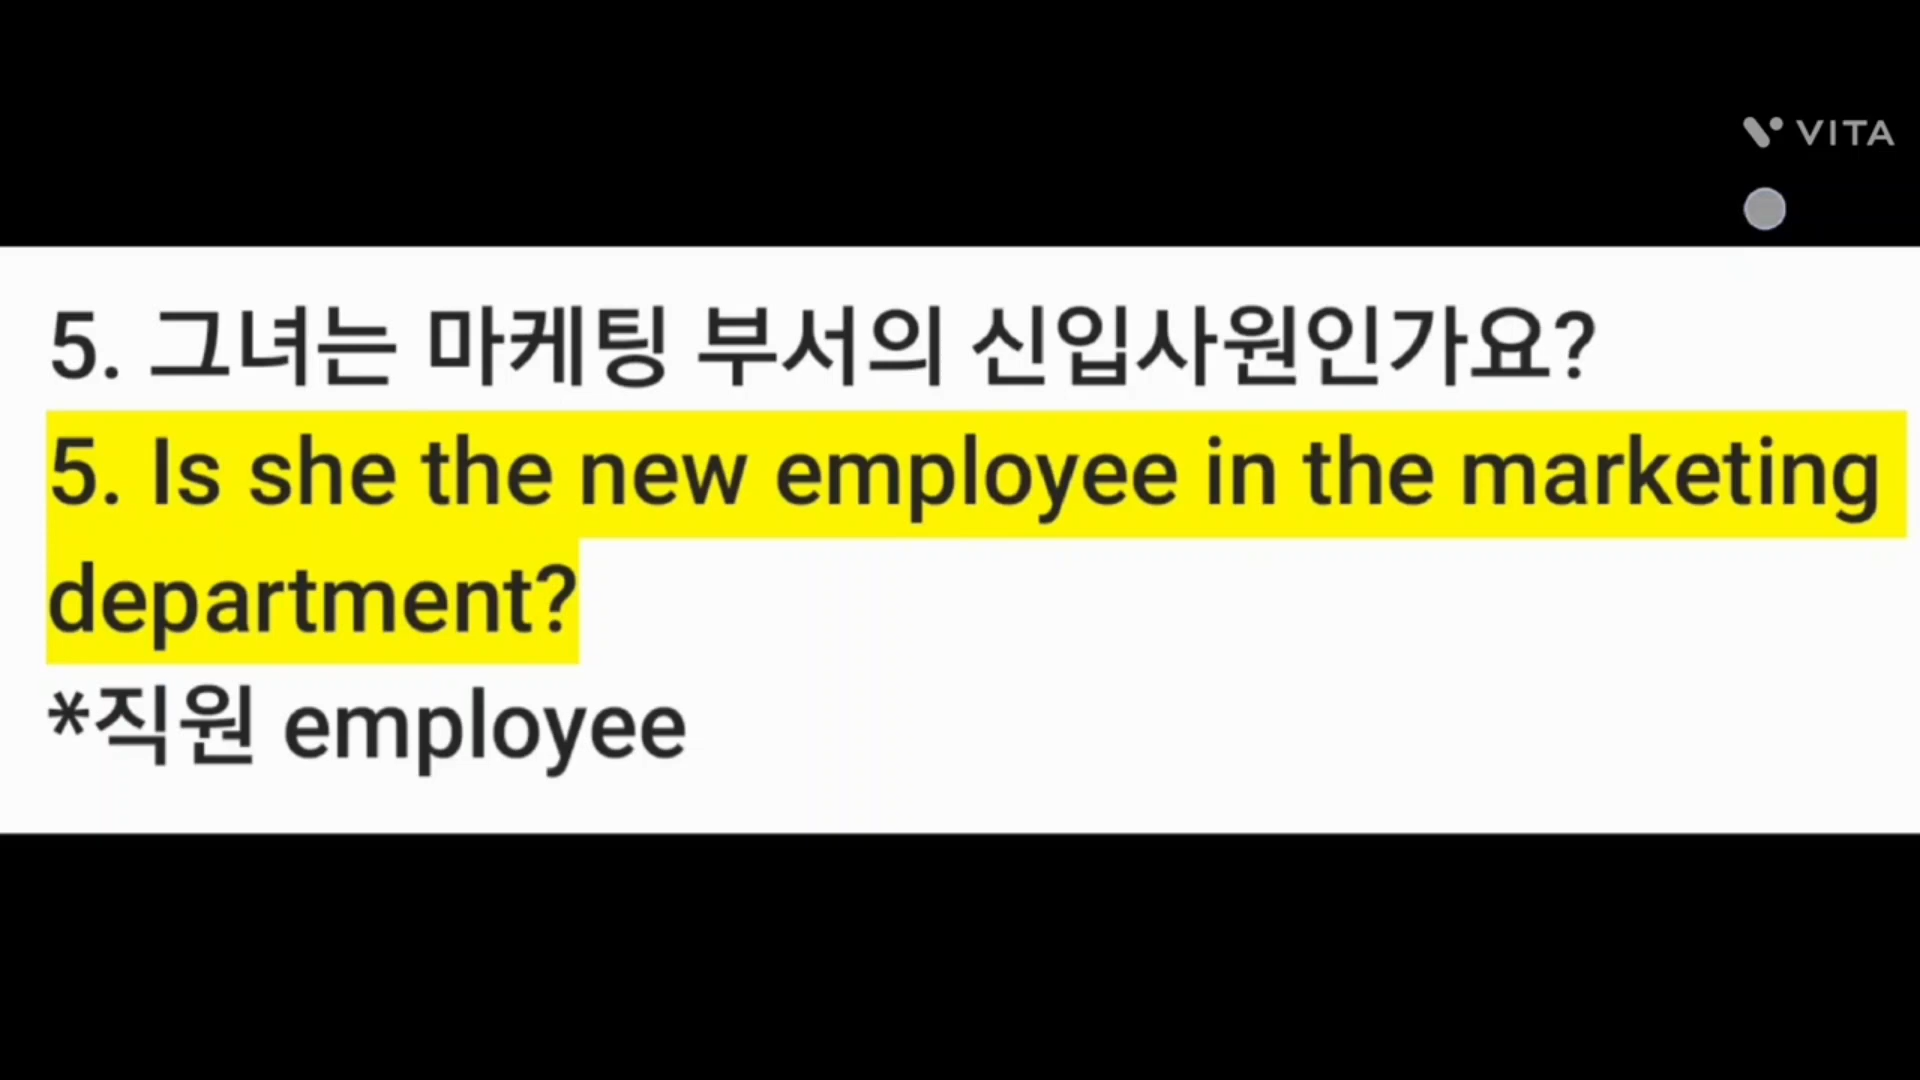 VITA
5. 그녀는 마케팅 부서의 신입사원인가요?
5. Is she the new employee in the marketing
department?
*직원 employee